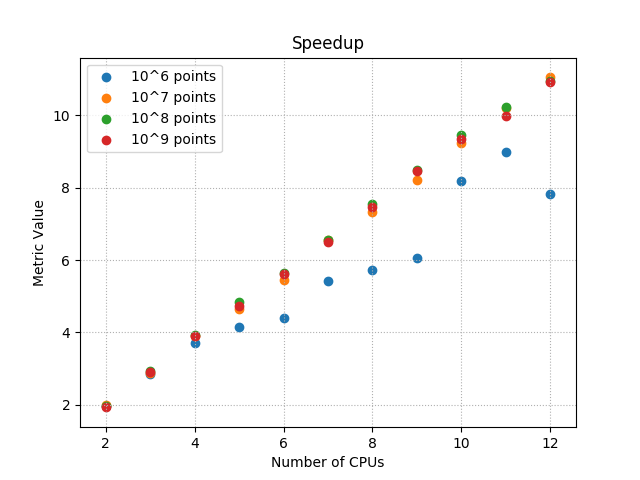 Speedup
10^6 points
10^7 points
10^8 points
10^9 points
10
8
6
4
2
Metric Value
2 4 6 8 10 12
Number of CPUs